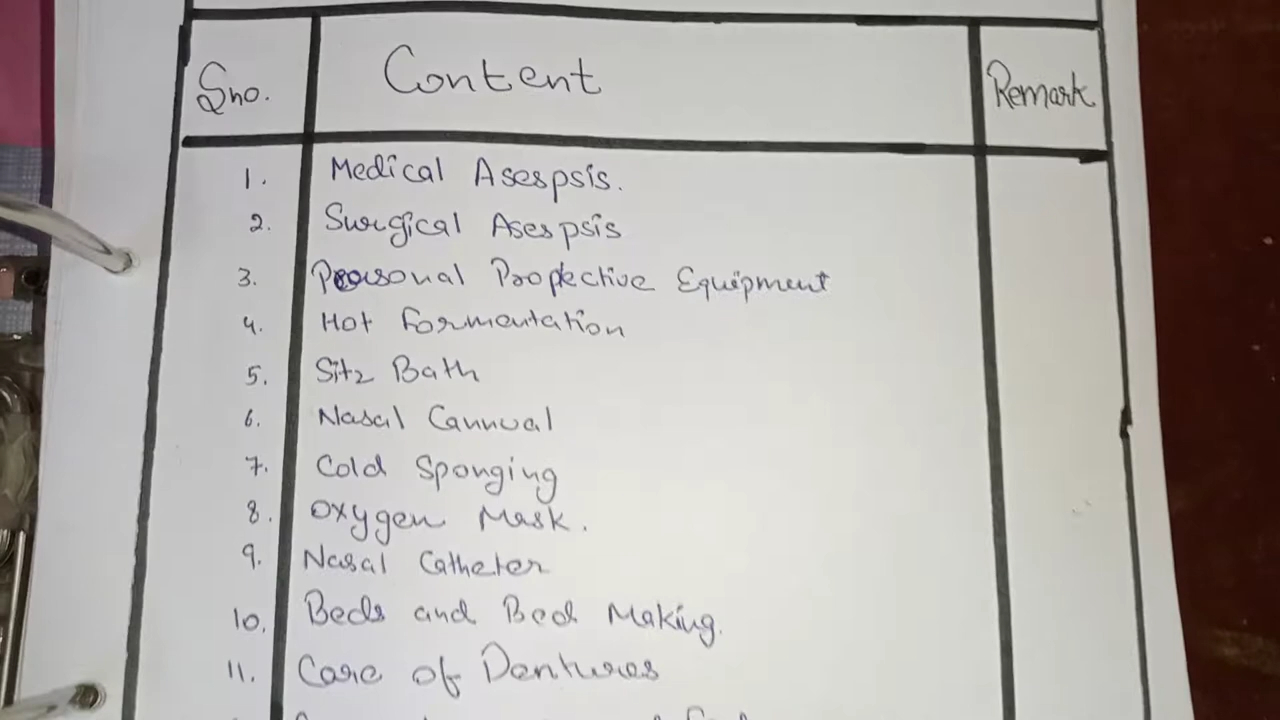 Sno. Content Remark
1. Medical Asespsis.
2. Surgical Asespsis
3. Personal Propective Equipment
4. Hot formentation
5. Sitz Bath
6. Nasal Cannual
7. Cold Sponging
8. Oxygen Mask.
9. Nasal Catheter
10. Beds and Bed Making.
11. Care of Dentures